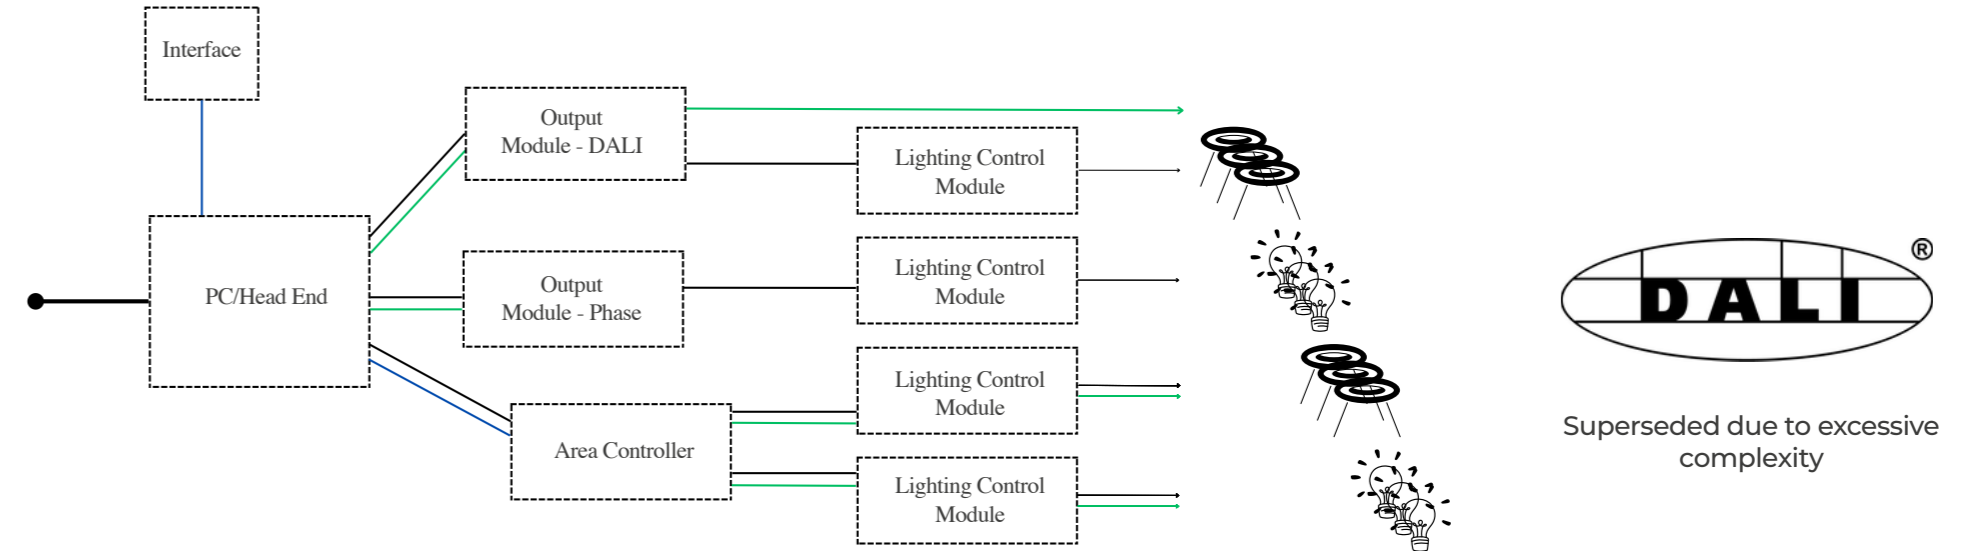 Interface
Output
Module - DALI
Lighting Control
Module
PC/Head End
Output
Module - Phase
Lighting Control
Module
Lighting Control
Module
Area Controller
Lighting Control
Module
DALI
®
Superseded due to excessive
complexity